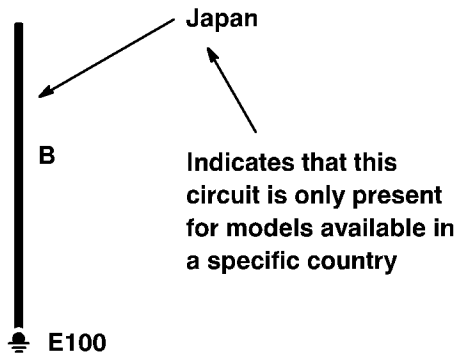 Japan
B
Indicates that this
circuit is only present
for models available in
a specific country
E100